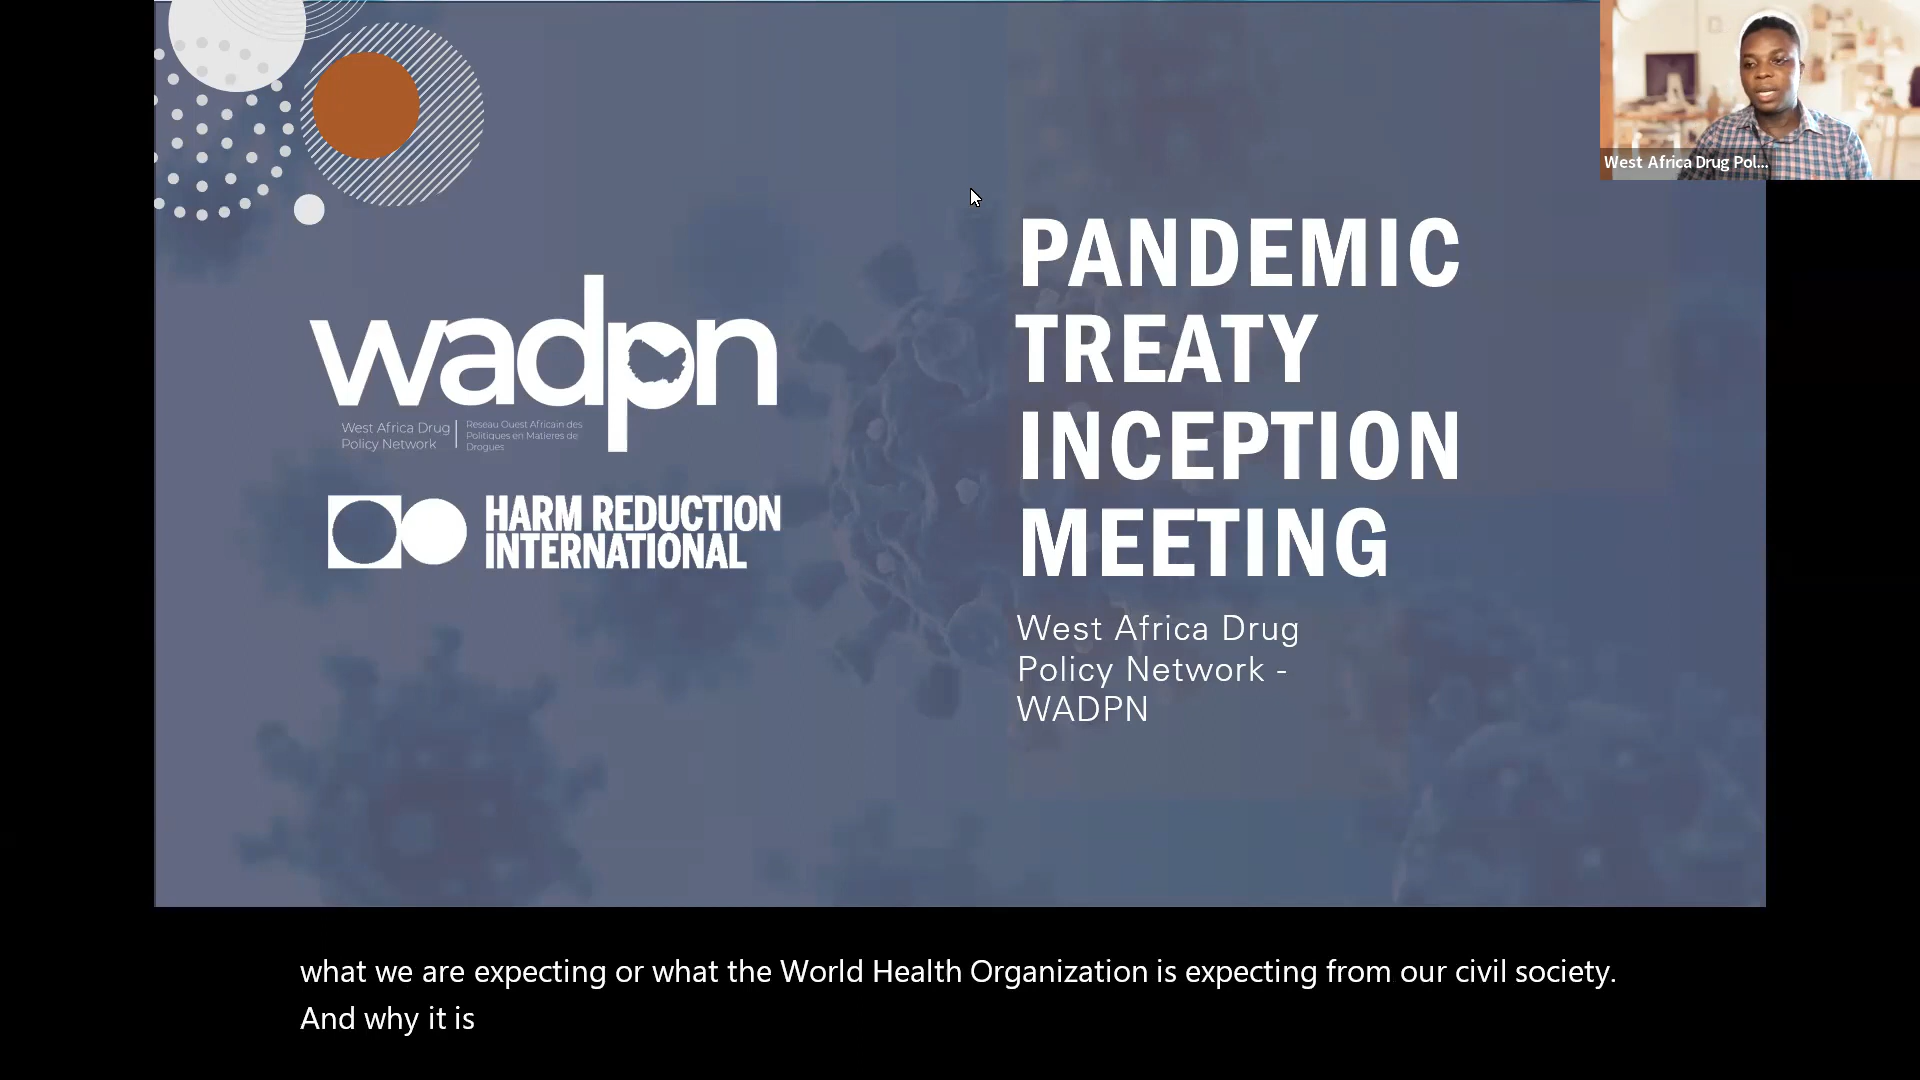 West Africa Drug Pol...
PANDEMIC
TREATY
INCEPTION
MEETING
West Africa Drug
Policy Network -
WADPN
wadpn
West Africa Drug
Policy Network
Reseau Ouest Africain des
Politiques en Matieres de
Drogues
HARM REDUCTION
INTERNATIONAL
what we are expecting or what the World Health Organization is expecting from our civil society.
And why it is